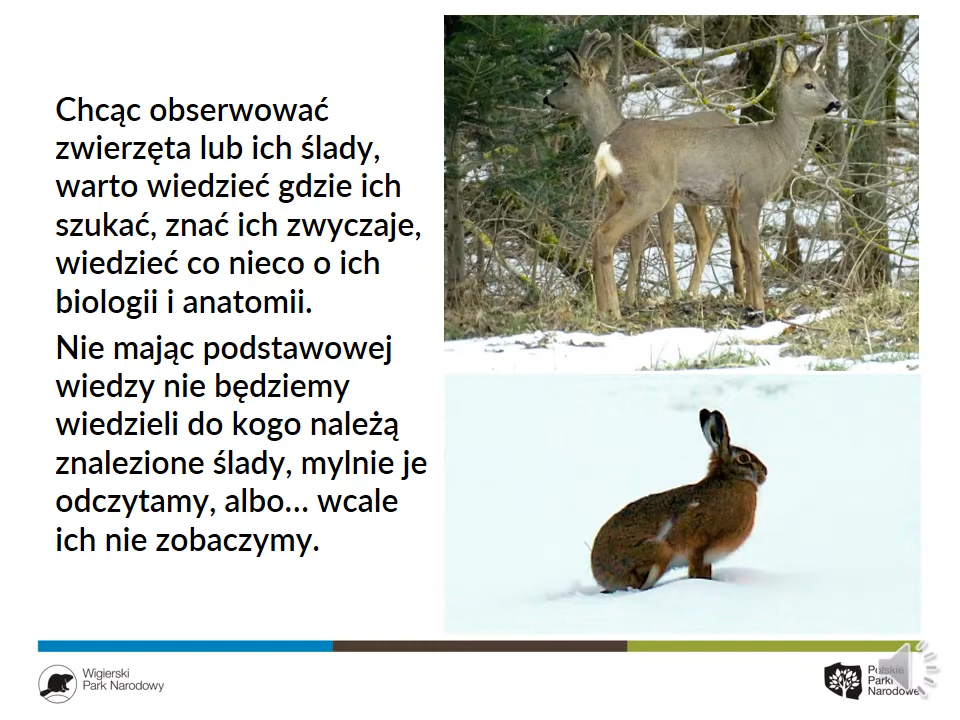 Chcąc obserwować
zwierzęta lub ich ślady,
warto wiedzieć gdzie ich
szukać, znać ich zwyczaje,
wiedzieć co nieco o ich
biologii i anatomii.
Nie mając podstawowej
wiedzy nie będziemy
wiedzieli do kogo należą
znalezione ślady, mylnie je
odczytamy, albo... wcale
ich nie zobaczymy.
Wigierski
Park Narodowy
Polskie
Parki
Narodowe